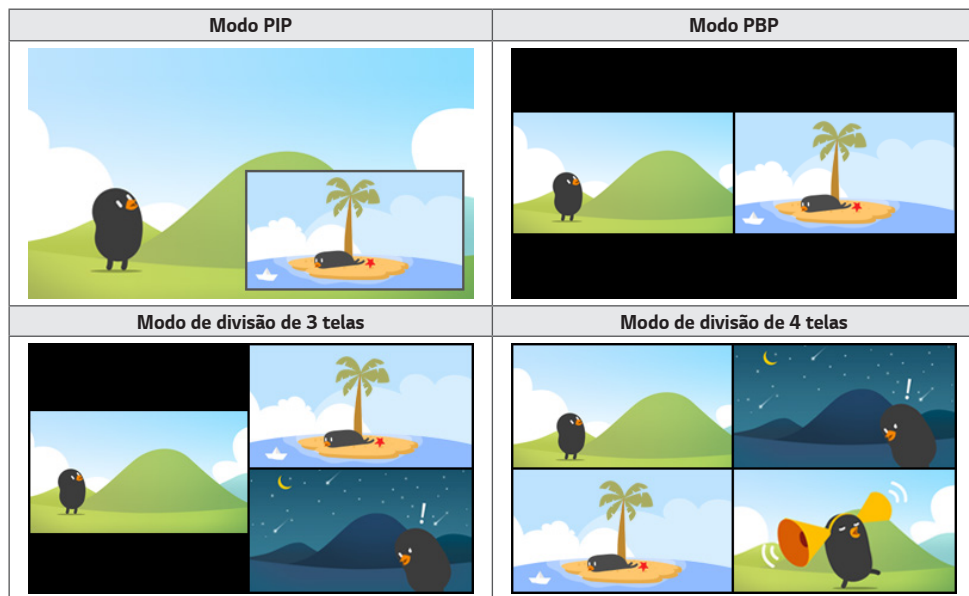 Modo PIP
Modo PBP
Modo de divisão de 3 telas
Modo de divisão de 4 telas